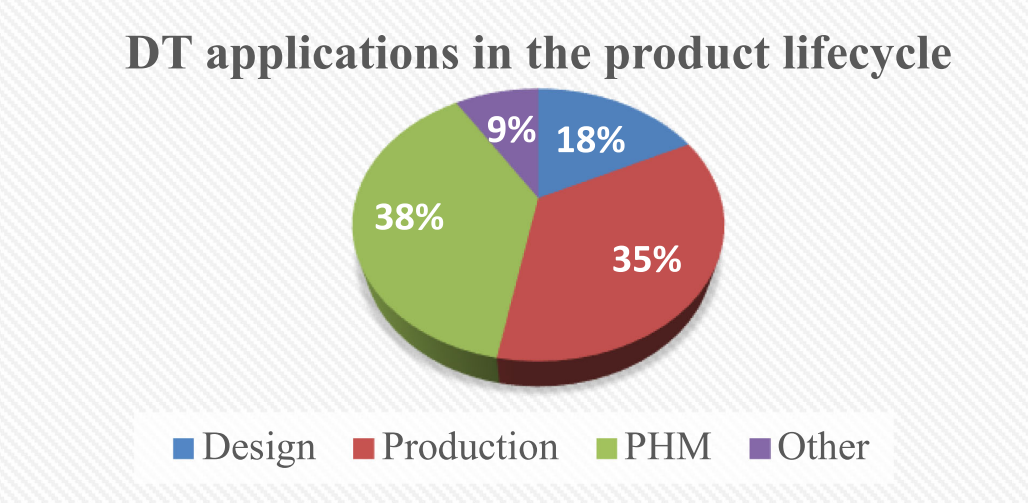 DT applications in the product lifecycle
9% 18%
38%
35%
Design Production PHM Other